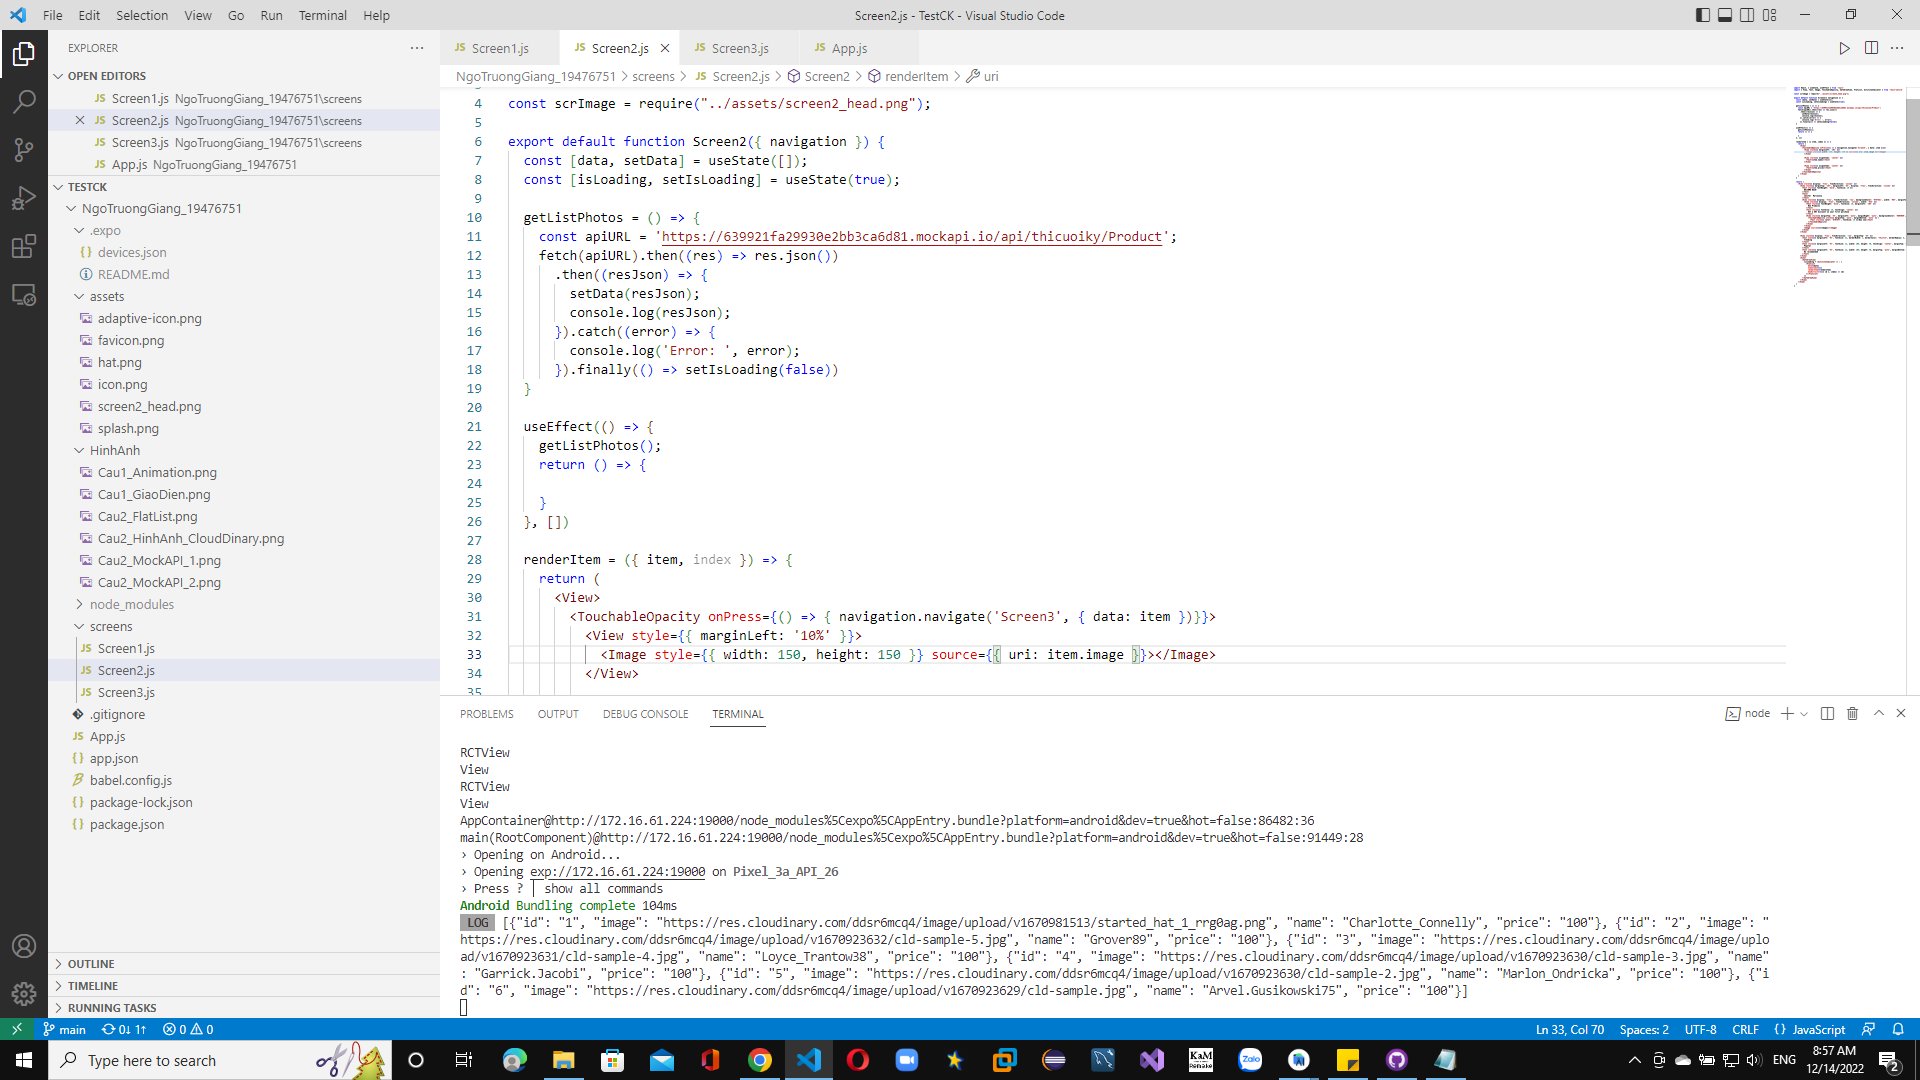 File Edit Selection View Go Run Terminal Help
Screen2.js - TestCK - Visual Studio Code
EXPLORER
OPEN EDITORS
JS Screen1.js NgoTruongGiang_19476751\screens
JS Screen2.js NgoTruongGiang_19476751\screens
JS Screen3.js NgoTruongGiang_19476751\screens
JS App.js NgoTruongGiang_19476751
TESTCK
NgoTruongGiang_19476751
.expo
{} devices.json
README.md
assets
adaptive-icon.png
favicon.png
hat.png
icon.png
screen2_head.png
splash.png
HinhAnh
Cau1_Animation.png
Cau1_GiaoDien.png
Cau2_FlatList.png
Cau2_HinhAnh_CloudDinary.png
Cau2_MockAPI_1.png
Cau2_MockAPI_2.png
node_modules
screens
JS Screen1.js
JS Screen2.js
JS Screen3.js
.gitignore
JS App.js
{} app.json
babel.config.js
{} package-lock.json
{} package.json
OUTLINE
TIMELINE
RUNNING TASKS
JS Screen1.js JS Screen2.js JS Screen3.js JS App.js
NgoTruongGiang_19476751 > screens > JS Screen2.js > Screen2 > renderItem > uri
4 const scrImage = require("../assets/screen2_head.png");
5
6 export default function Screen2({ navigation }) {
7 const [data, setData] = useState([]);
8 const [isLoading, setIsLoading] = useState(true);
9
10 getListPhotos = () => {
11 const apiURL = 'https://639921fa29930e2bb3ca6d81.mockapi.io/api/thicuoiky/Product';
12 fetch(apiURL).then((res) => res.json())
13 .then((resJson) => {
14 setData(resJson);
15 console.log(resJson);
16 }).catch((error) => {
17 console.log('Error: ', error);
18 }).finally(() => setIsLoading(false))
19 }
20
21 useEffect(() => {
22 getListPhotos();
23 return () => {
24
25 }
26 }, [])
27
28 renderItem = ({ item, index }) => {
29 return (
30 <View>
31 <TouchableOpacity onPress={() => { navigation.navigate('Screen3', { data: item })}}>
32 <View style={{ marginLeft: '10%' }}>
33 <Image style={{ width: 150, height: 150 }} source={{ uri: item.image }}></Image>
34 </View>
35
PROBLEMS OUTPUT DEBUG CONSOLE TERMINAL
node
RCTView
View
RCTView
View
AppContainer@http://172.16.61.224:19000/node_modules%5Cexpo%5CAppEntry.bundle?platform=android&dev=true&hot=false:86482:36
main(RootComponent)@http://172.16.61.224:19000/node_modules%5Cexpo%5CAppEntry.bundle?platform=android&dev=true&hot=false:91449:28
› Opening on Android...
› Opening exp://172.16.61.224:19000 on Pixel_3a_API_26
› Press ? │ show all commands
Android Bundling complete 104ms
LOG [{"id": "1", "image": "https://res.cloudinary.com/ddsr6mcq4/image/upload/v1670981513/started_hat_1_rrg0ag.png", "name": "Charlotte_Connelly", "price": "100"}, {"id": "2", "image": "
https://res.cloudinary.com/ddsr6mcq4/image/upload/v1670923632/cld-sample-5.jpg", "name": "Grover89", "price": "100"}, {"id": "3", "image": "https://res.cloudinary.com/ddsr6mcq4/image/uplo
ad/v1670923631/cld-sample-4.jpg", "name": "Loyce_Trantow38", "price": "100"}, {"id": "4", "image": "https://res.cloudinary.com/ddsr6mcq4/image/upload/v1670923630/cld-sample-3.jpg", "name"
: "Garrick.Jacobi", "price": "100"}, {"id": "5", "image": "https://res.cloudinary.com/ddsr6mcq4/image/upload/v1670923630/cld-sample-2.jpg", "name": "Marlon_Ondricka", "price": "100"}, {"i
d": "6", "image": "https://res.cloudinary.com/ddsr6mcq4/image/upload/v1670923629/cld-sample.jpg", "name": "Arvel.Gusikowski75", "price": "100"}]
main 0↓ 1↑ 0 0
Ln 33, Col 70 Spaces: 2 UTF-8 CRLF {} JavaScript
Type here to search
KaM
Remake
Zalo
ENG
8:57 AM
12/14/2022
2